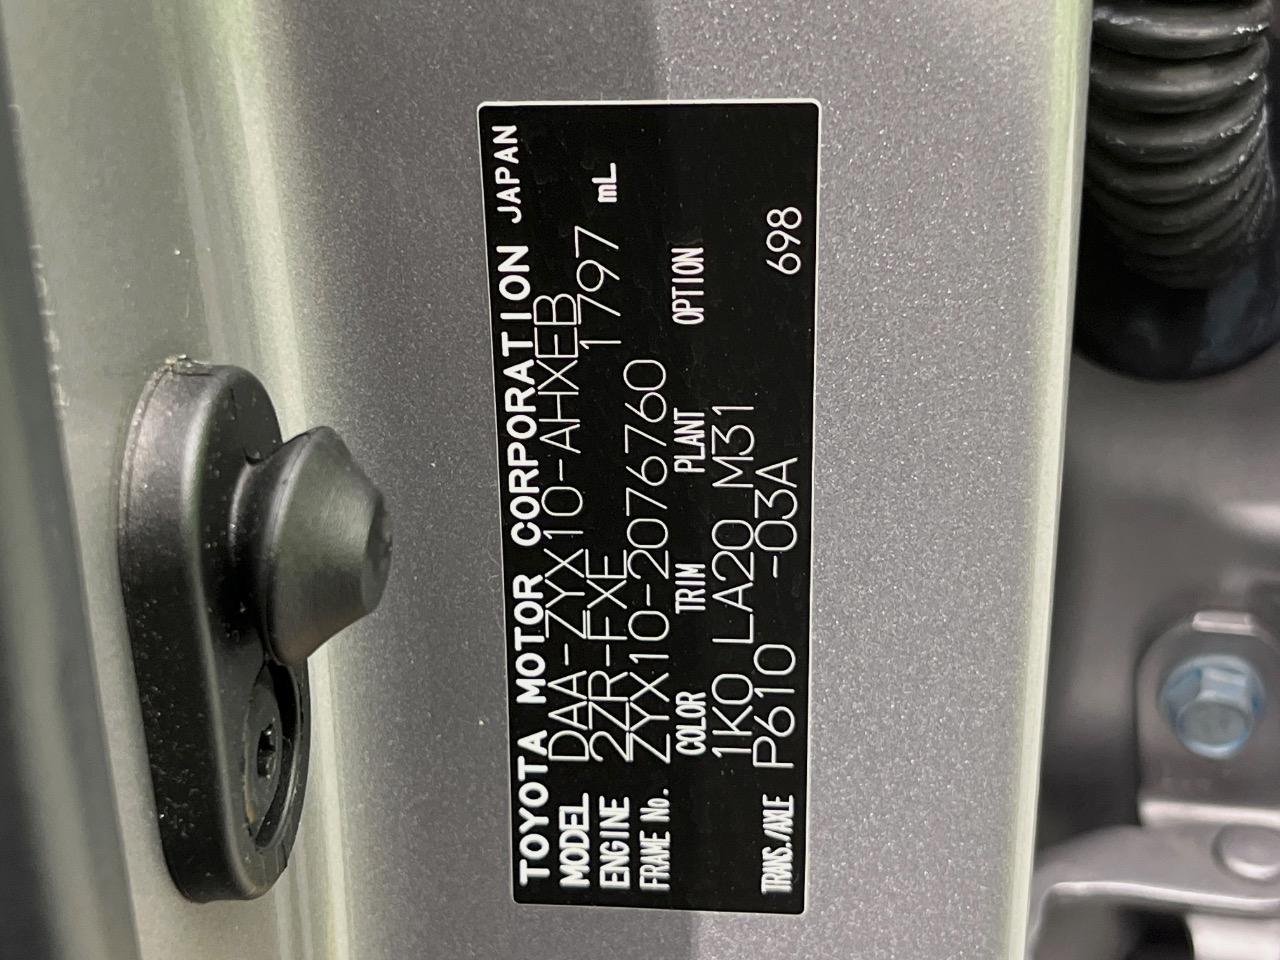 TOYOTA MOTOR CORPORATION JAPAN
MODEL DAA-ZYX10-AHXEB
ENGINE 2ZR-FXE 1797 mL
FRAME No. ZYX10-2076760
COLOR TRIM PLANT OPTION
1K0 LA20 M31
TRANS./AXLE P610 -03A 698